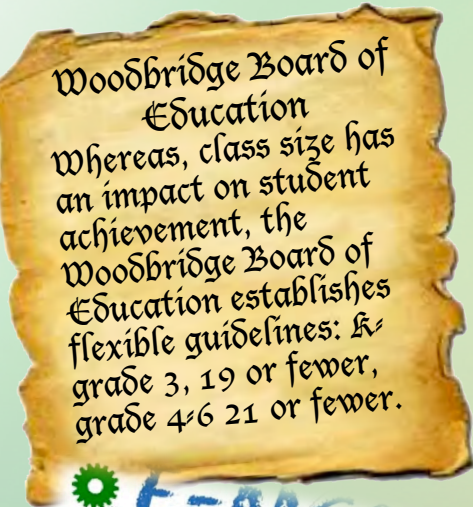 Woodbridge Board of
Education
Whereas, class size has
an impact on student
achievement, the
Woodbridge Board of
Education establishes
flexible guidelines: K-
grade 3, 19 or fewer,
grade 4-6 21 or fewer.